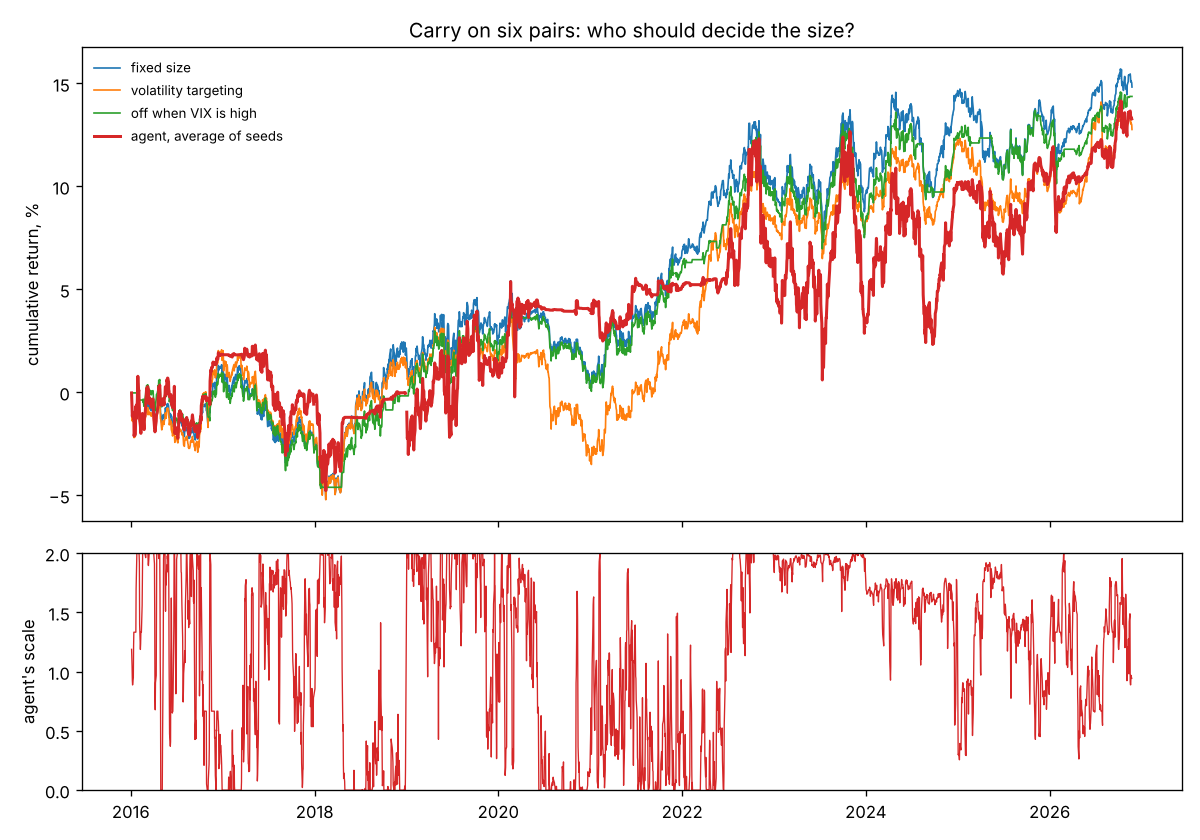 Carry on six pairs: who should decide the size?
fixed size
volatility targeting
off when VIX is high
agent, average of seeds
cumulative return, %
15
10
5
0
−5
agent's scale
2.0
1.5
1.0
0.5
0.0
2016
2018
2020
2022
2024
2026